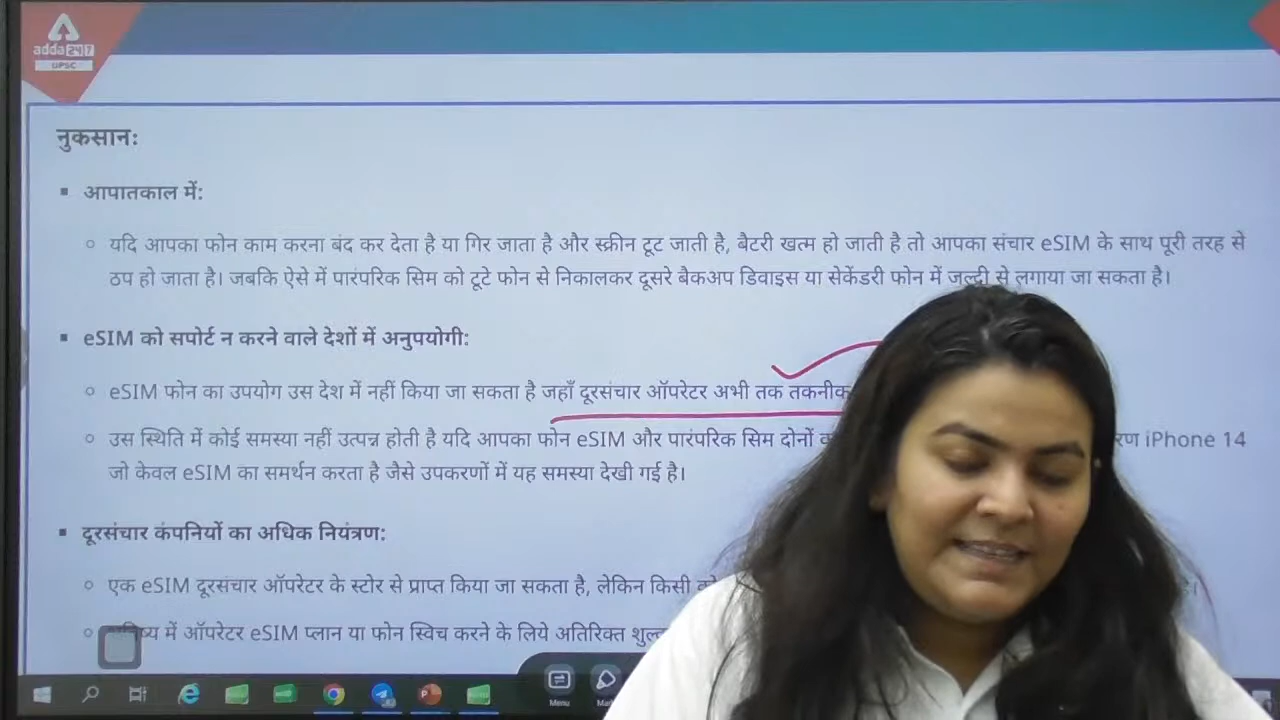 adda 247
UPSC
नुकसानः
आपातकाल में:
यदि आपका फोन काम करना बंद कर देता है या गिर जाता है और स्क्रीन टूट जाती है, बैटरी खत्म हो जाती है तो आपका संचार eSIM के साथ पूरी तरह से
ठप हो जाता है। जबकि ऐसे में पारंपरिक सिम को टूटे फोन से निकालकर दूसरे बैकअप डिवाइस या सेकेंडरी फोन में जल्दी से लगाया जा सकता है।
eSIM को सपोर्ट न करने वाले देशों में अनुपयोगी:
eSIM फोन का उपयोग उस देश में नहीं किया जा सकता है जहाँ दूरसंचार ऑपरेटर अभी तक
उस स्थिति में कोई समस्या नहीं उत्पन्न होती है यदि आपका फोन eSIM और पारंपरिक सिम दोनों iPhone 14
जो केवल eSIM का समर्थन करता है जैसे उपकरणों में यह समस्या देखी गई है।
दूरसंचार कंपनियों का अधिक नियंत्रण:
एक eSIM दूरसंचार ऑपरेटर के स्टोर से प्राप्त किया जा सकता है, लेकिन किसी
में ऑपरेटर eSIM प्लान या फोन स्विच करने के लिये अतिरिक्त
Menu